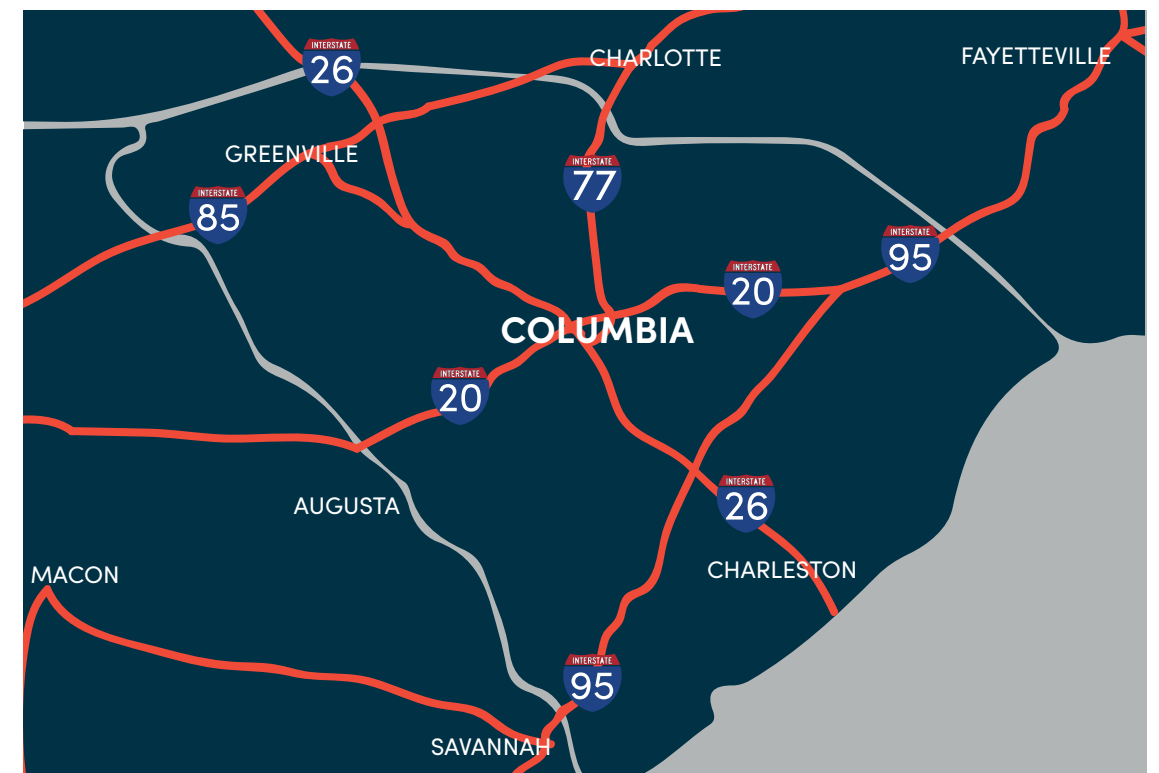 INTERSTATE
26
CHARLOTTE
FAYETTEVILLE
GREENVILLE
INTERSTATE
77
INTERSTATE
85
INTERSTATE
95
INTERSTATE
20
COLUMBIA
INTERSTATE
20
AUGUSTA
INTERSTATE
26
MACON
CHARLESTON
INTERSTATE
95
SAVANNAH